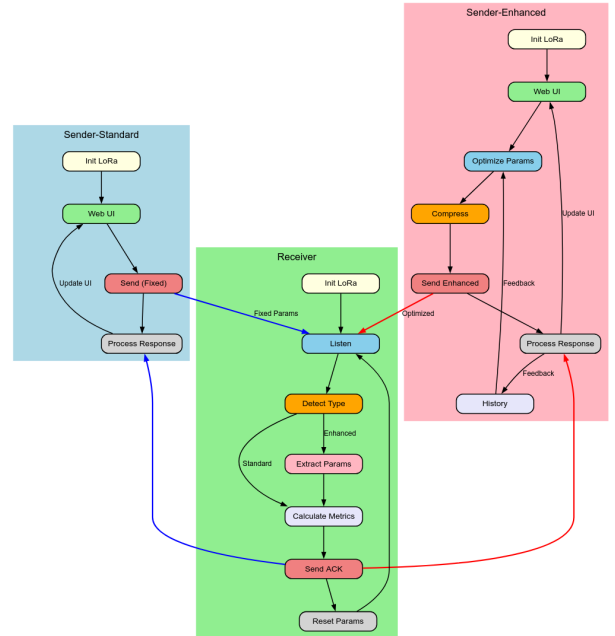 Sender-Enhanced
Init LoRa
Web UI
Optimize Params
Compress
Update UI
Feedback
Send Enhanced
Process Response
Feedback
History
Sender-Standard
Init LoRa
Web UI
Send (Fixed)
Update UI
Process Response
Receiver
Init LoRa
Fixed Params
Optimized
Listen
Detect Type
Enhanced
Standard
Extract Params
Calculate Metrics
Send ACK
Reset Params